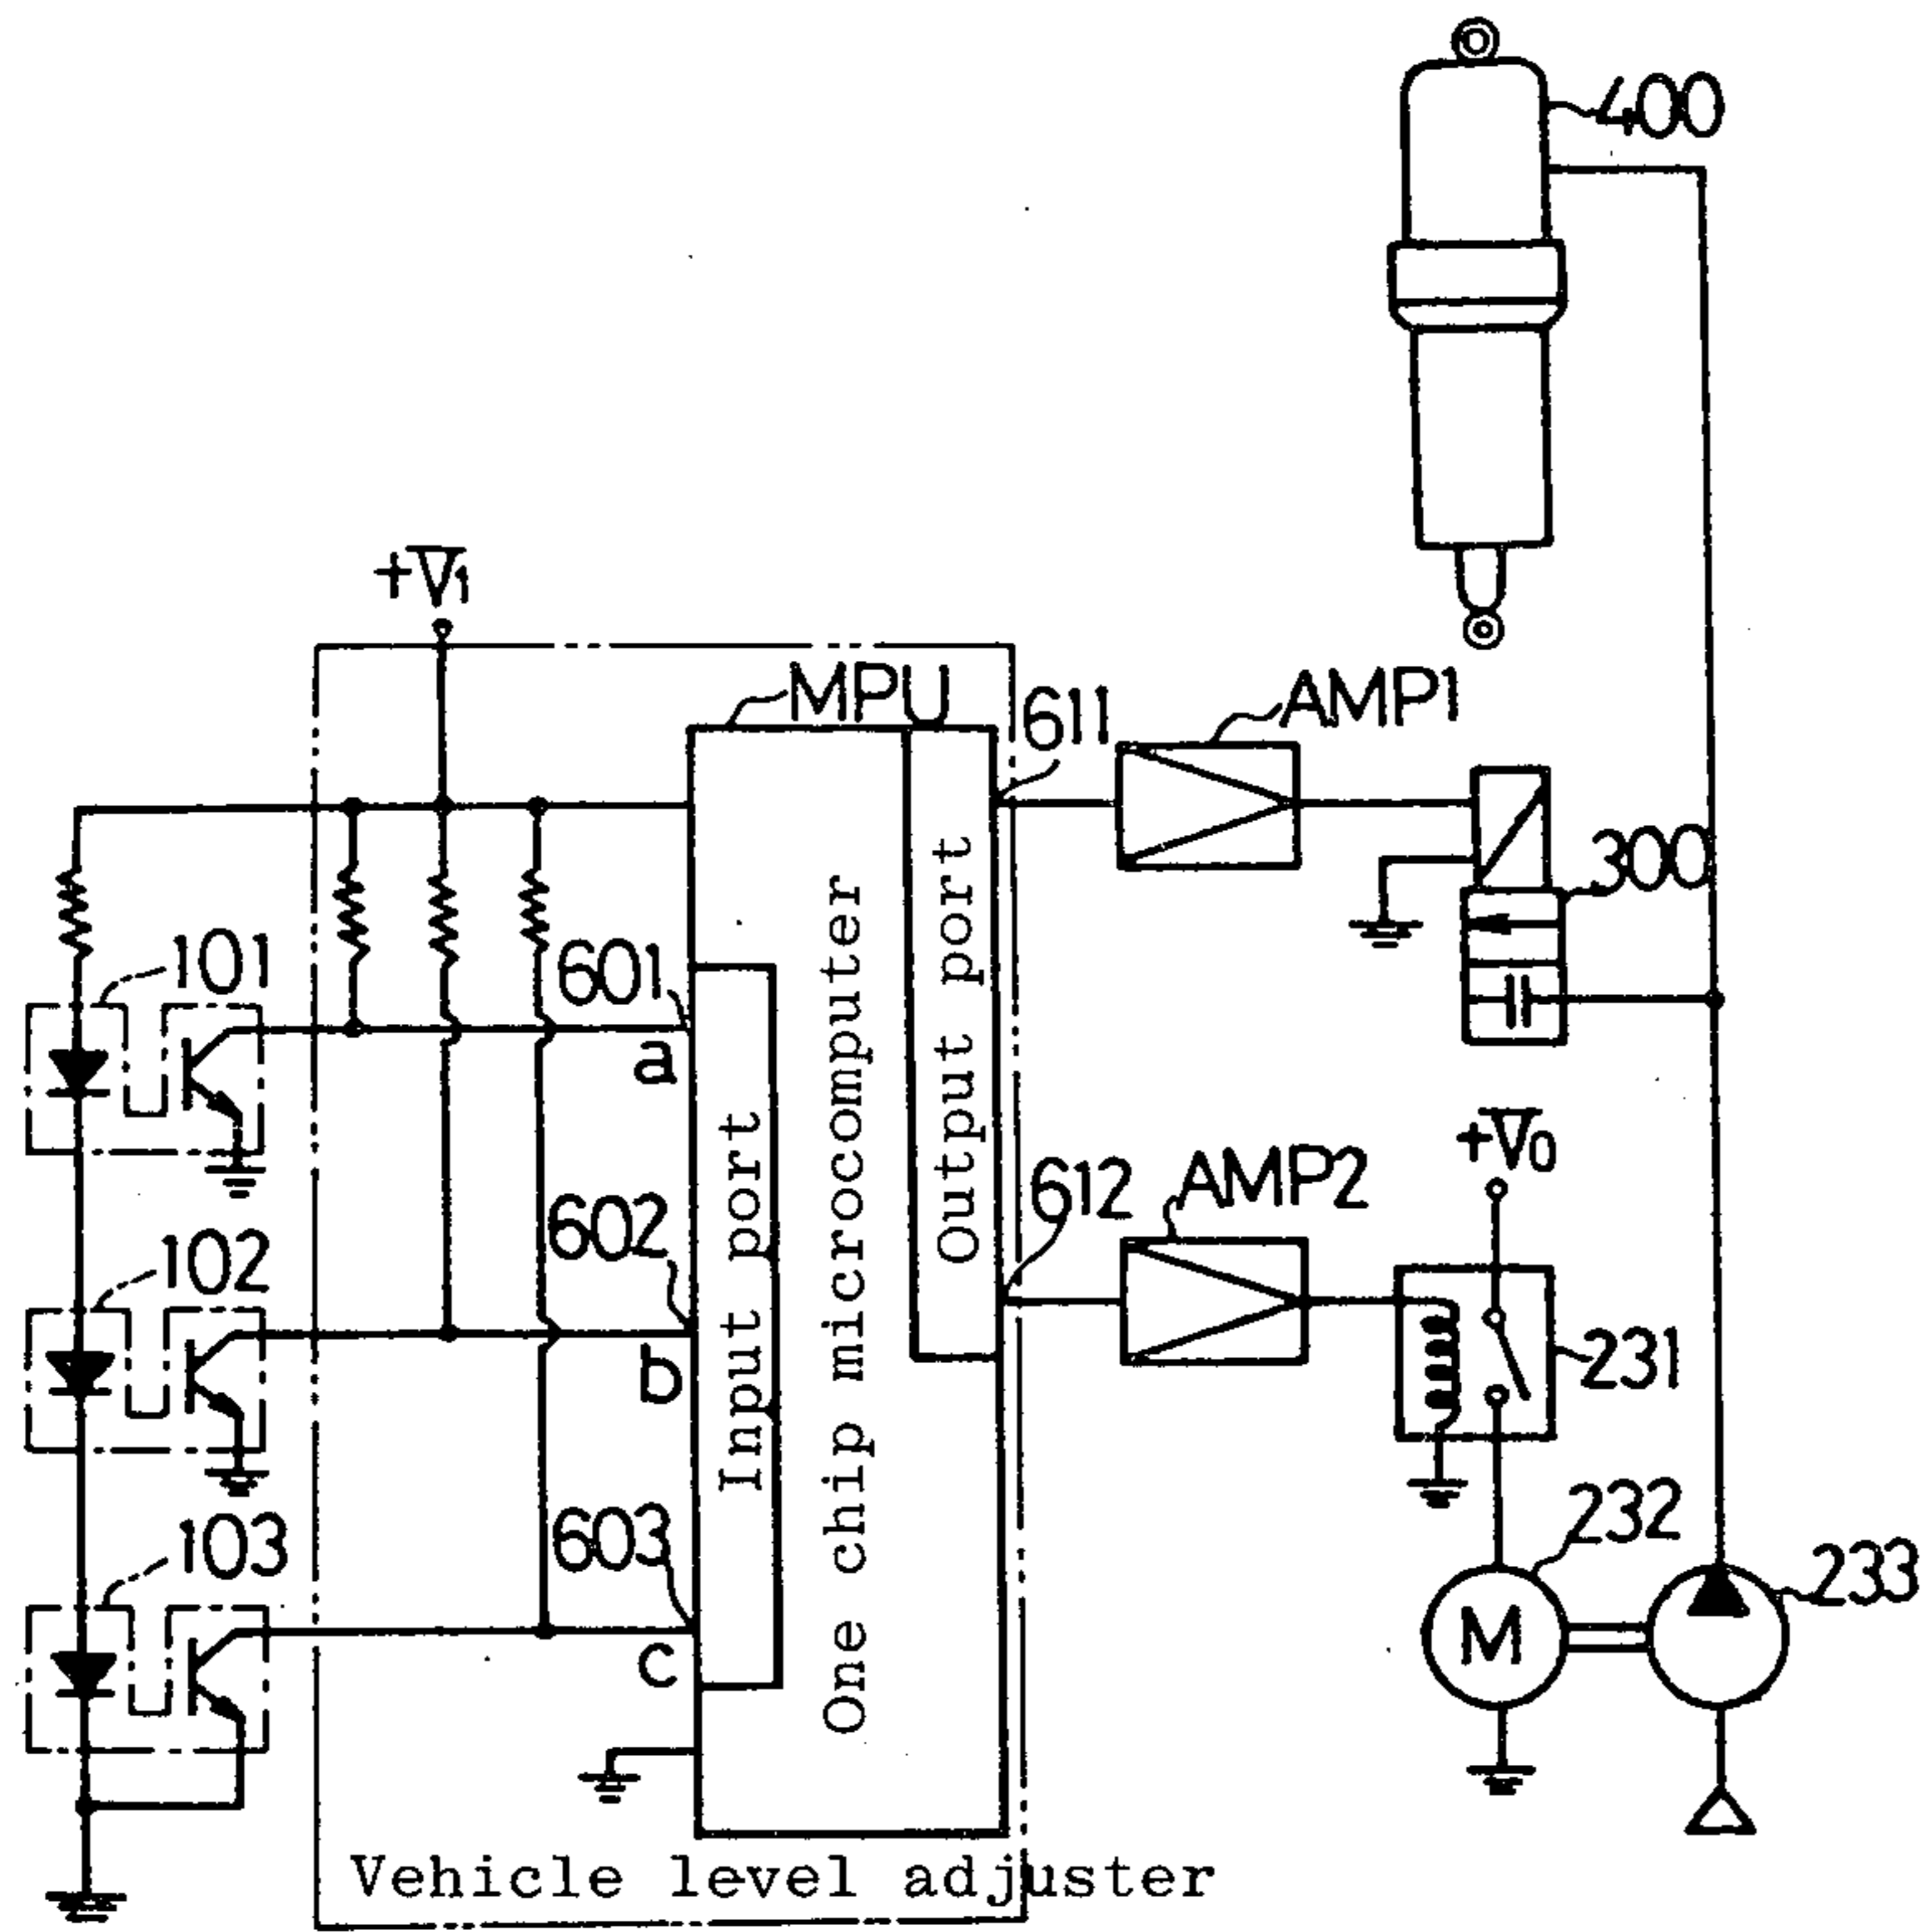 400
+V1
MPU
611
AMP1
300
101
601
a
Input port
One chip microcomputer
Output port
102
602
b
612
AMP2
+V0
231
103
603
c
232
233
M
Vehicle level adjuster